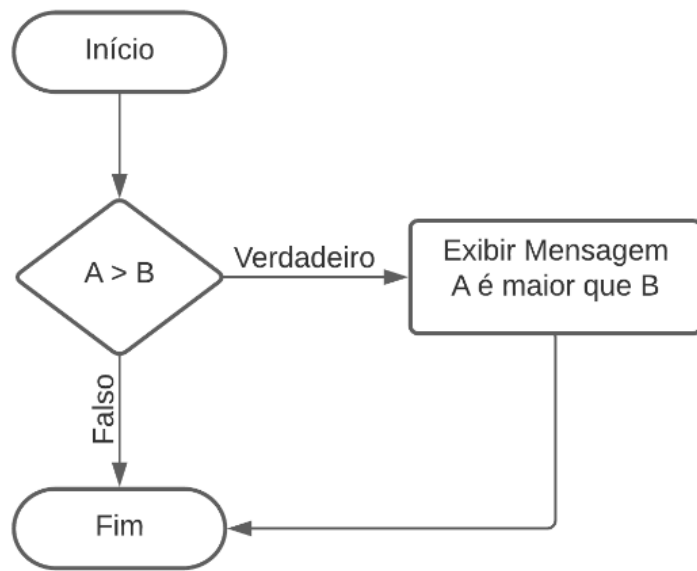 Início
A > B
Verdadeiro
Exibir Mensagem
A é maior que B
Falso
Fim